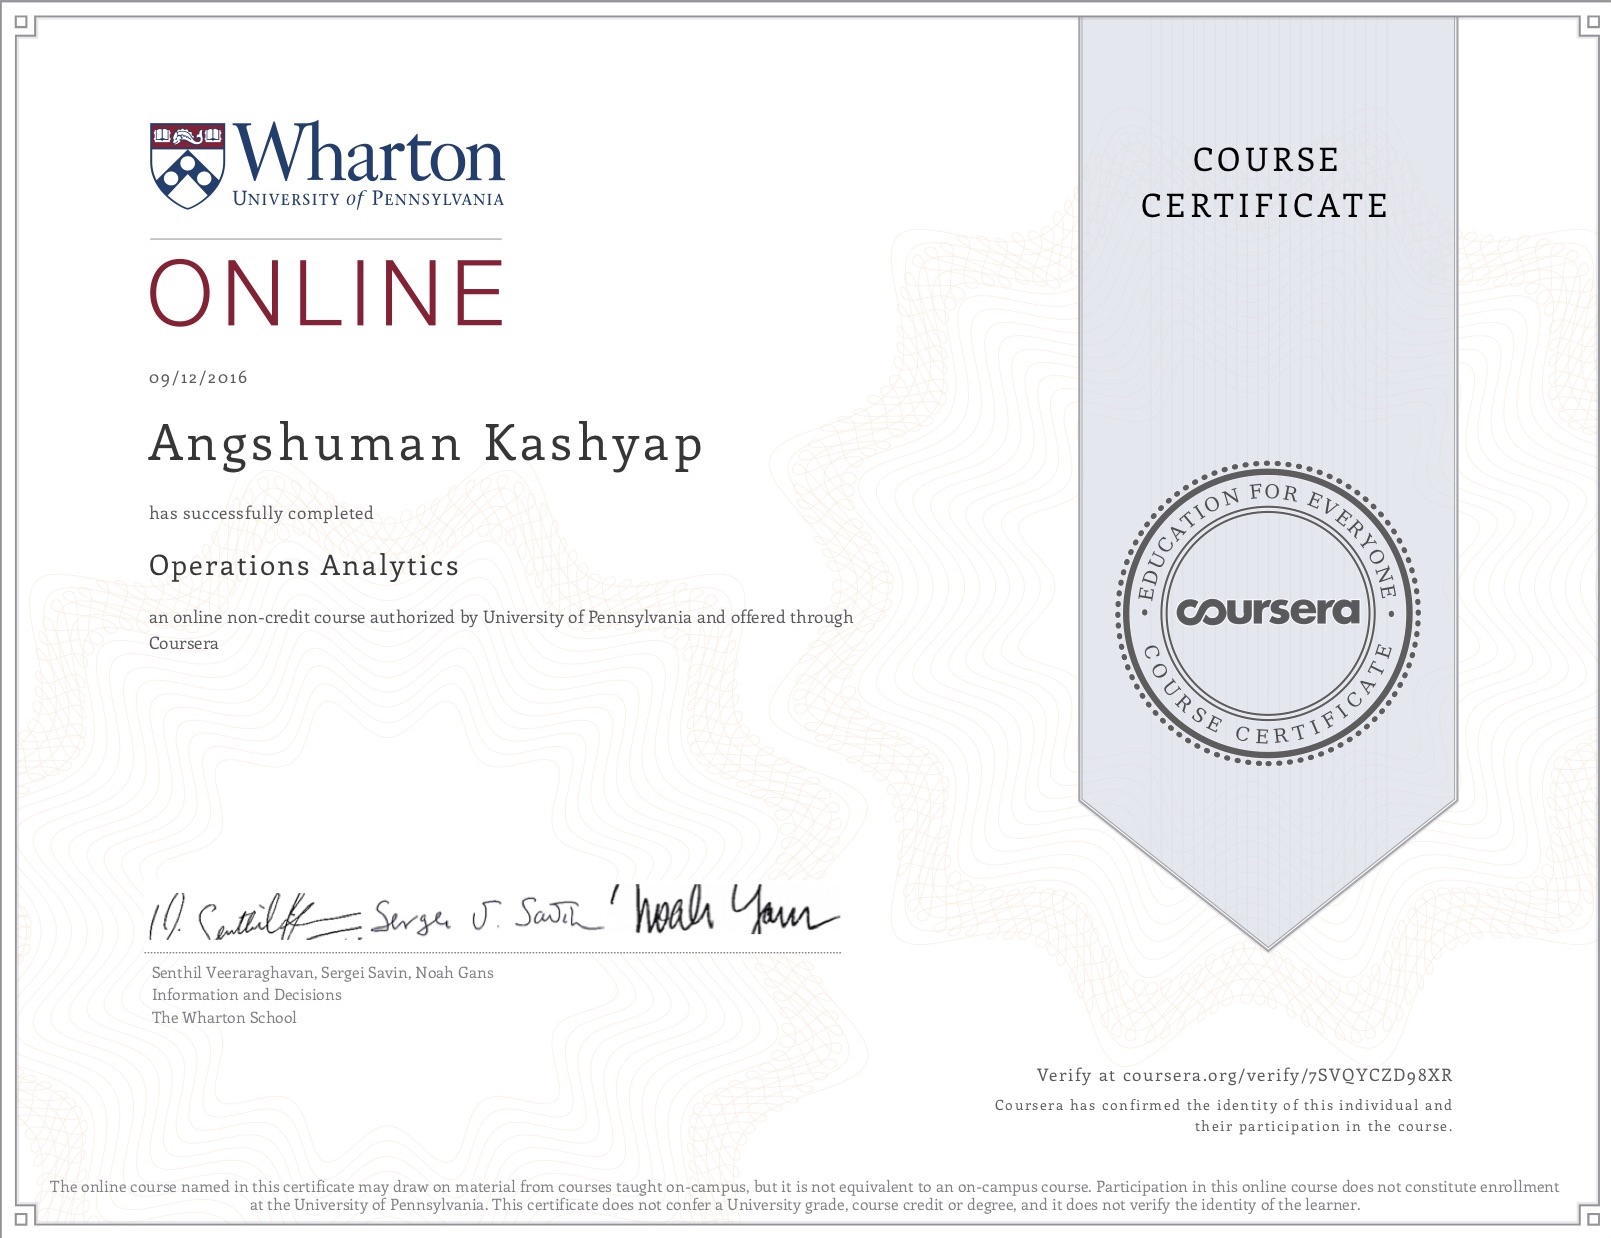 Wharton
UNIVERSITY of PENNSYLVANIA
ONLINE
09/12/2016
Angshuman Kashyap
has successfully completed
Operations Analytics
an online non-credit course authorized by University of Pennsylvania and offered through
Coursera
COURSE
CERTIFICATE
EDUCATION FOR EVERYONE
coursera
COURSE CERTIFICATE
Senthil Veeraraghavan, Sergei Savin, Noah Gans
Information and Decisions
The Wharton School
Verify at coursera.org/verify/7SVQYCZD98XR
Coursera has confirmed the identity of this individual and
their participation in the course.
The online course named in this certificate may draw on material from courses taught on-campus, but it is not equivalent to an on-campus course. Participation in this online course does not constitute enrollment
at the University of Pennsylvania. This certificate does not confer a University grade, course credit or degree, and it does not verify the identity of the learner.